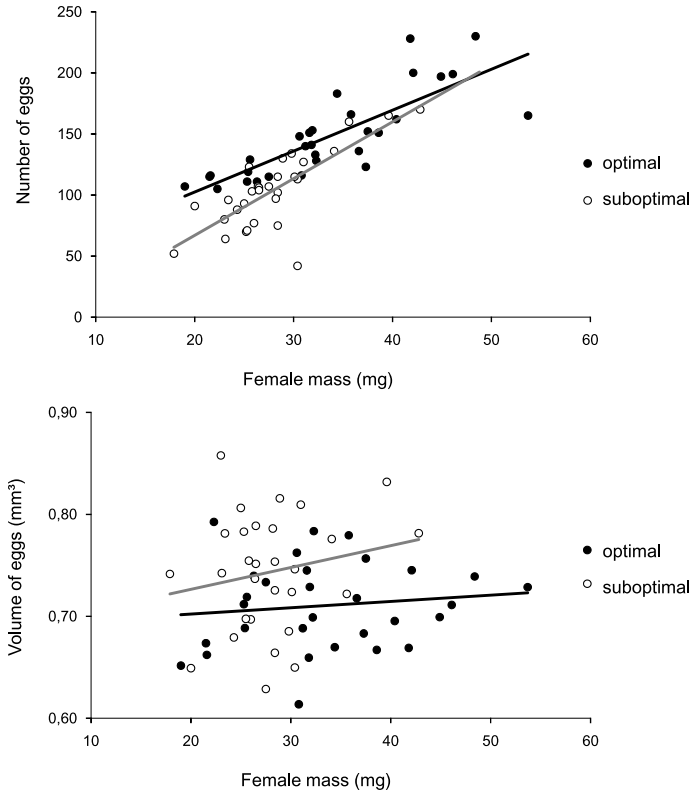 250
200
150
100
50
0
Number of eggs
10 20 30 40 50 60
Female mass (mg)
optimal
suboptimal
0,90
0,80
0,70
0,60
Volume of eggs (mm³)
10 20 30 40 50 60
Female mass (mg)
optimal
suboptimal